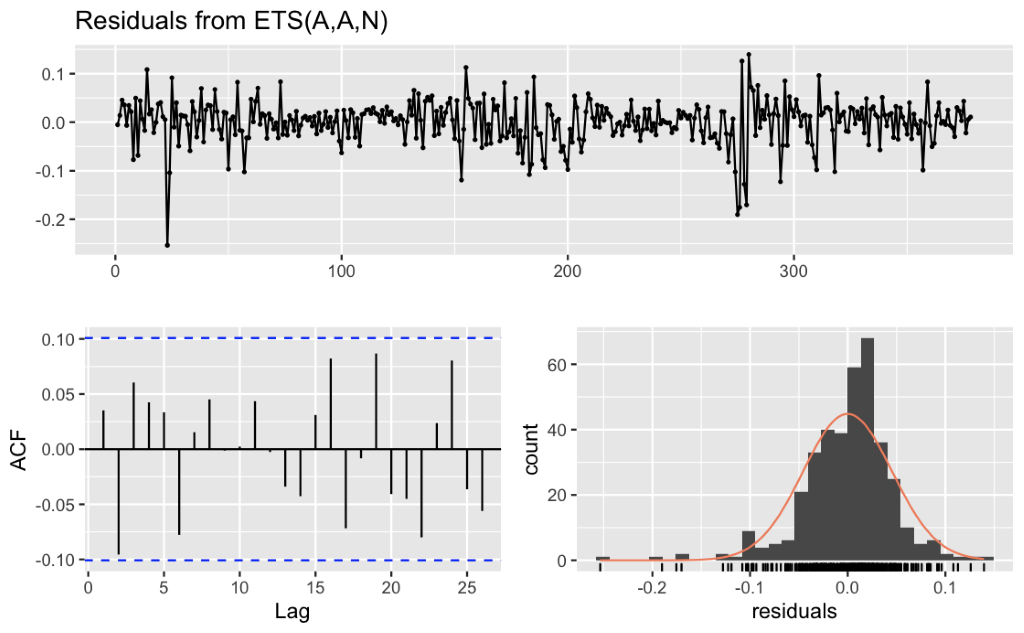 Residuals from ETS(A,A,N)
0.1
0.0
-0.1
-0.2
0 100 200 300
0.10
0.05
0.00
-0.05
-0.10
ACF
0 5 10 15 20 25
Lag
60
40
20
0
count
-0.2 -0.1 0.0 0.1
residuals